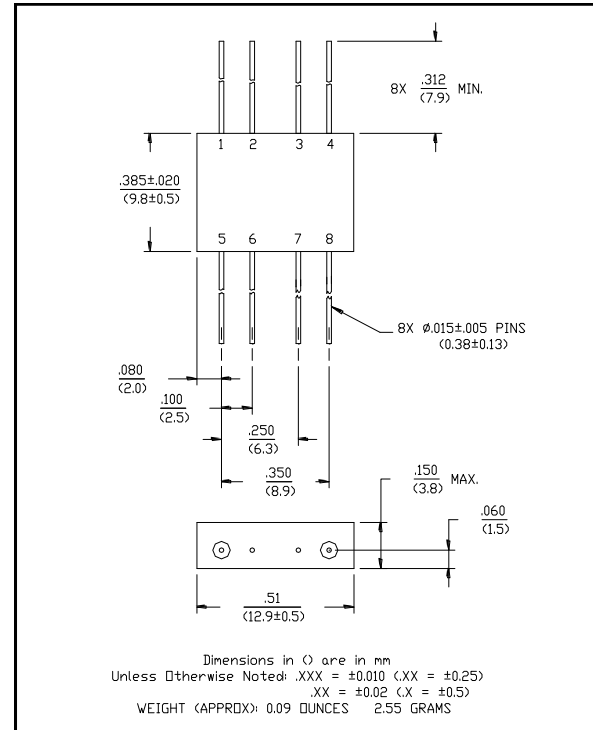 8X .312 MIN.
(7.9)
1 2 3 4
.385±.020
(9.8±0.5)
5 6 7 8
8X Ø.015±.005 PINS
(0.38±0.13)
.080
(2.0)
.100
(2.5)
.250
(6.3)
.350
(8.9)
.150 MAX.
(3.8)
.060
(1.5)
.51
(12.9±0.5)
Dimensions in () are in mm
Unless Otherwise Noted: .XXX = ±0.010 (.XX = ±0.25)
.XX = ±0.02 (.X = ±0.5)
WEIGHT (APPROX): 0.09 OUNCES 2.55 GRAMS